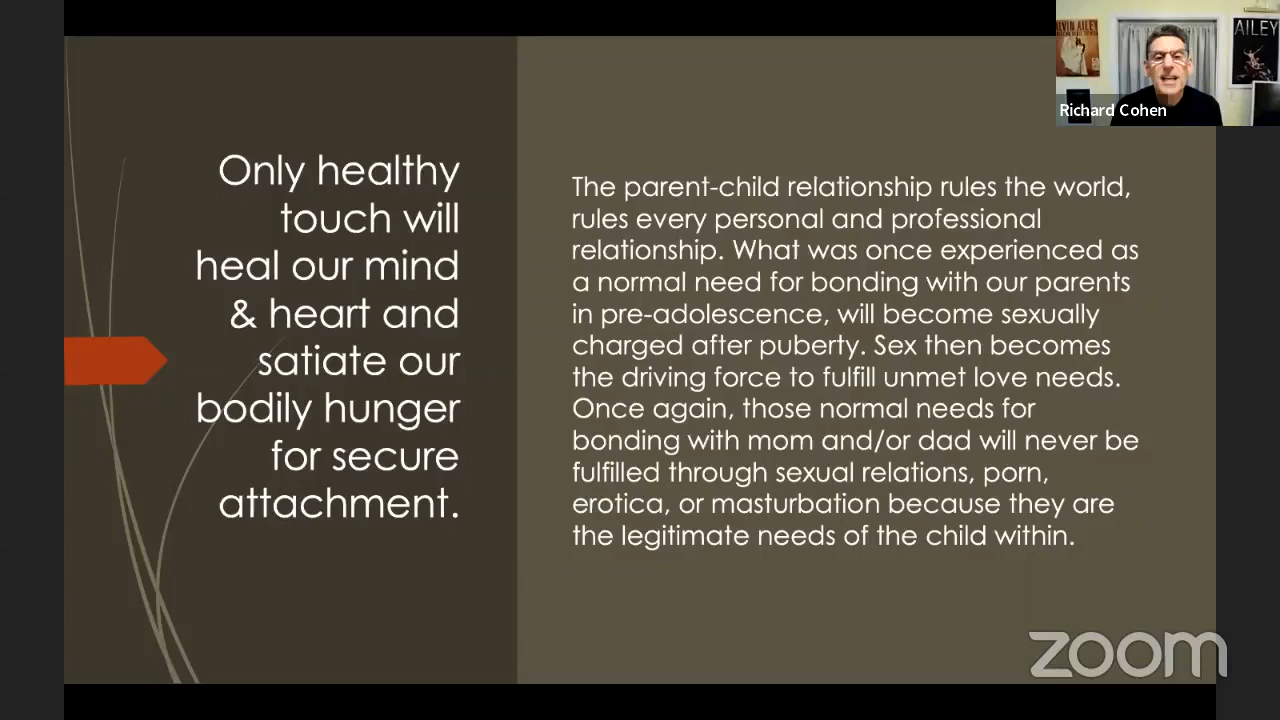 Only healthy
touch will
heal our mind
& heart and
satiate our
bodily hunger
for secure
attachment.
The parent-child relationship rules the world,
rules every personal and professional
relationship. What was once experienced as
a normal need for bonding with our parents
in pre-adolescence, will become sexually
charged after puberty. Sex then becomes
the driving force to fulfill unmet love needs.
Once again, those normal needs for
bonding with mom and/or dad will never be
fulfilled through sexual relations, porn,
erotica, or masturbation because they are
the legitimate needs of the child within.
AILEY
Richard Cohen
zoom